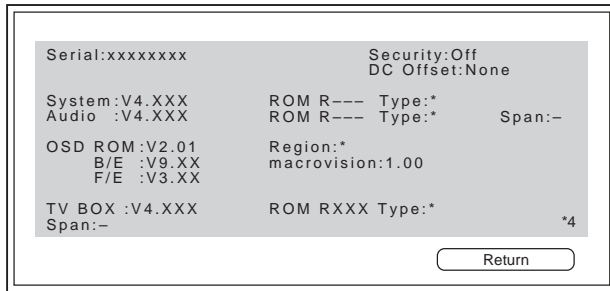 Serial:xxxxxxxx Security:Off
DC Offset:None
System:V4.XXX ROM R––– Type:*
Audio :V4.XXX ROM R––– Type:* Span:–
OSD ROM:V2.01 Region:*
B/E :V9.XX macrovision:1.00
F/E :V3.XX
TV BOX :V4.XXX ROM RXXX Type:*
Span:– *4
Return